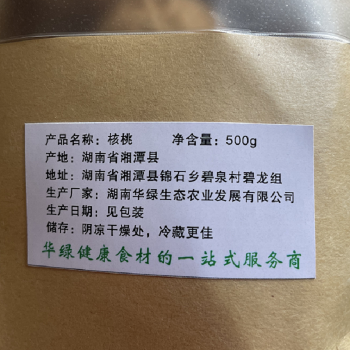 产品名称：核桃 净含量：500g
产地：湖南省湘潭县
地址：湖南省湘潭县锦石乡碧泉村碧龙组
生产厂家：湖南华绿生态农业发展有限公司
生产日期：见包装
储存：阴凉干燥处，冷藏更佳
华绿健康食材的一站式服务商